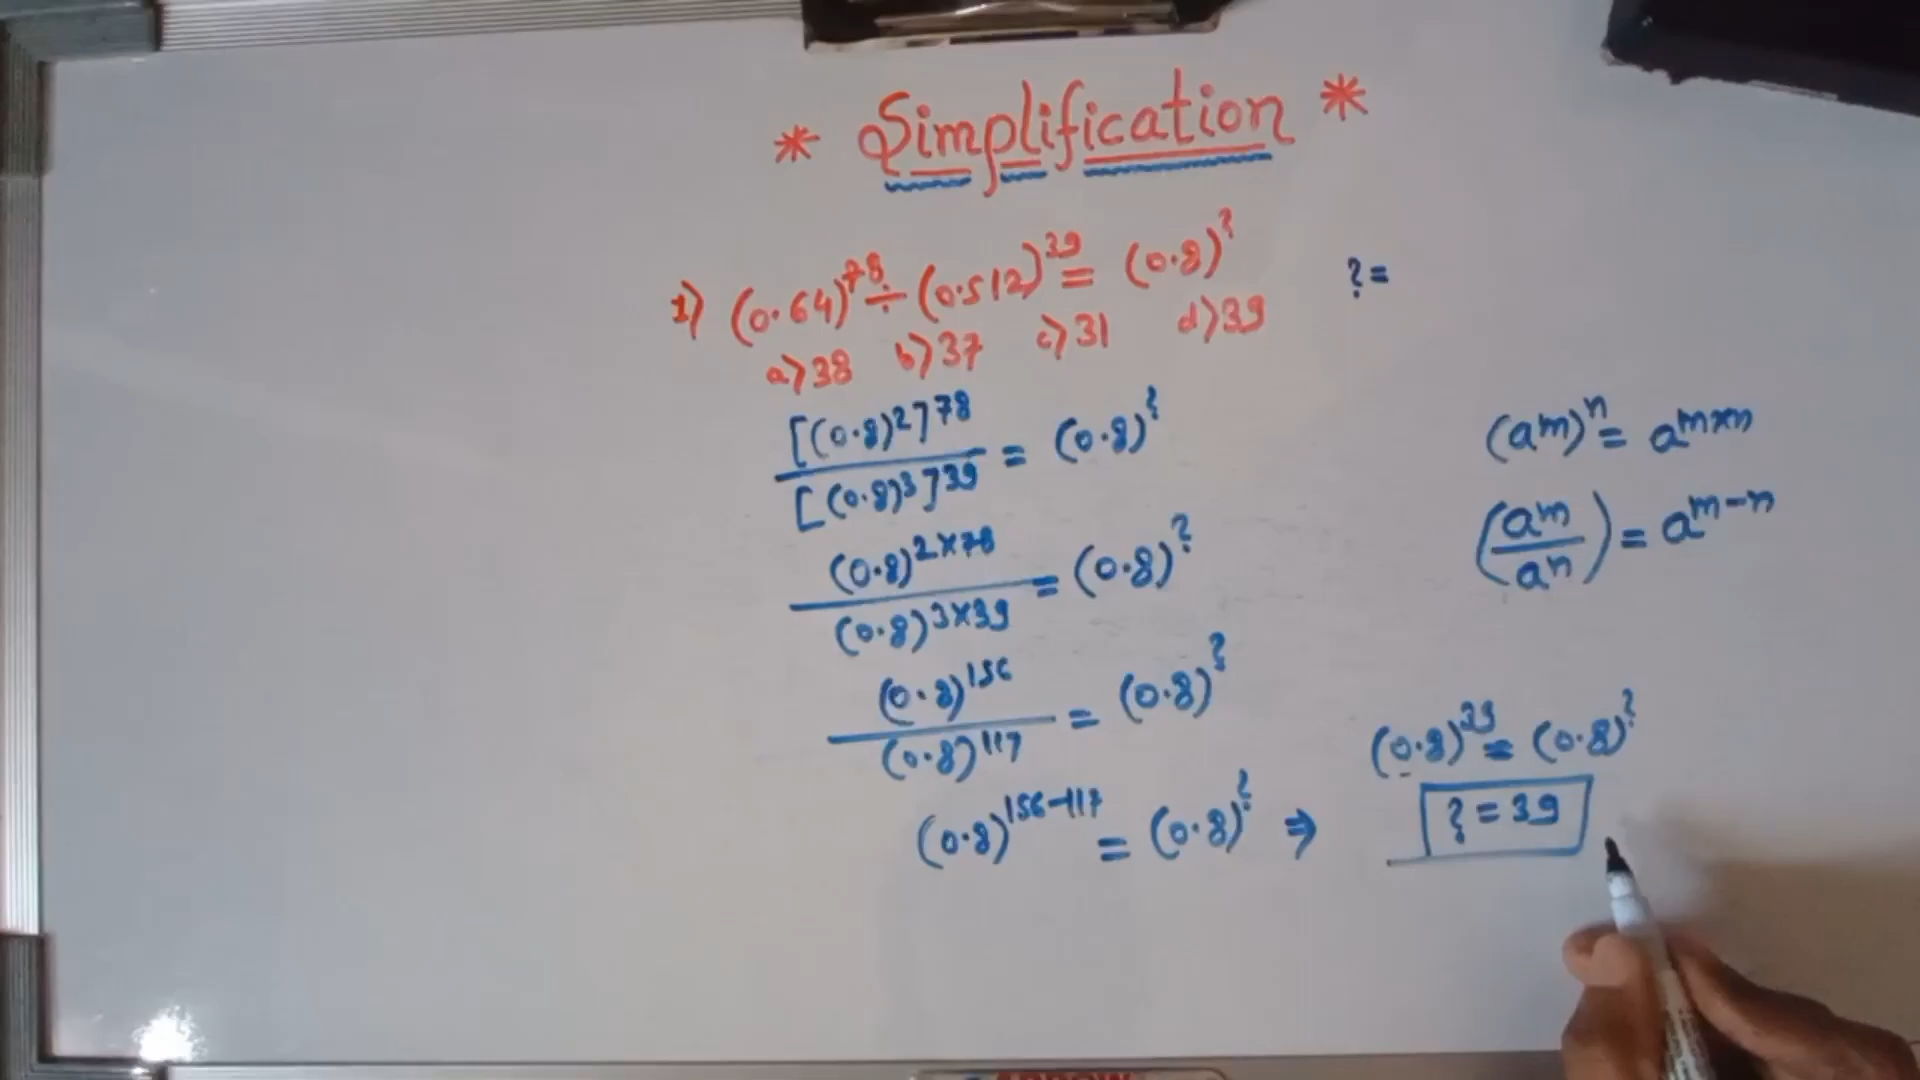 * Simplification *
1) (0.64)^78 ÷ (0.512)^39 = (0.8)^? ? =
a) 38 b) 37 c) 31 d) 39
[(0.8)^2]^78 / [(0.8)^3]^39 = (0.8)^?
(0.8)^2×78 / (0.8)^3×39 = (0.8)^?
(0.8)^156 / (0.8)^117 = (0.8)^?
(0.8)^156-117 = (0.8)^? ⇒
(a^m)^n = a^m×n
(a^m / a^n) = a^m-n
(0.8)^39 = (0.8)^?
? = 39